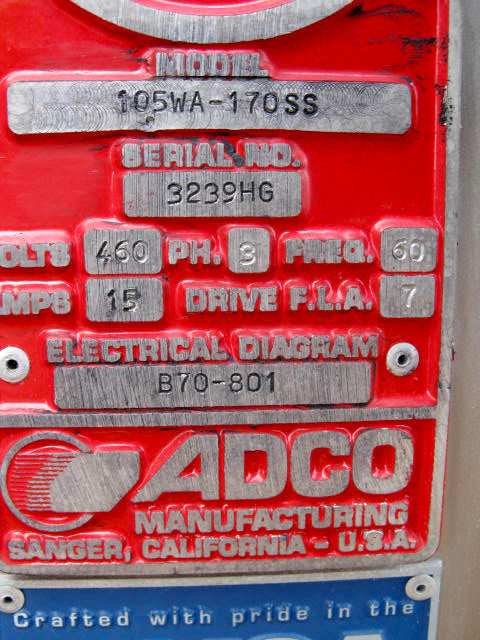 MODEL
105WA-170SS
SERIAL NO.
3239HG
VOLTS 460 PH. 3 FREQ. 60
AMPS 15 DRIVE F.L.A. 7
ELECTRICAL DIAGRAM
B70-801
ADCO
MANUFACTURING
SANGER, CALIFORNIA - U.S.A.
Crafted with pride in the